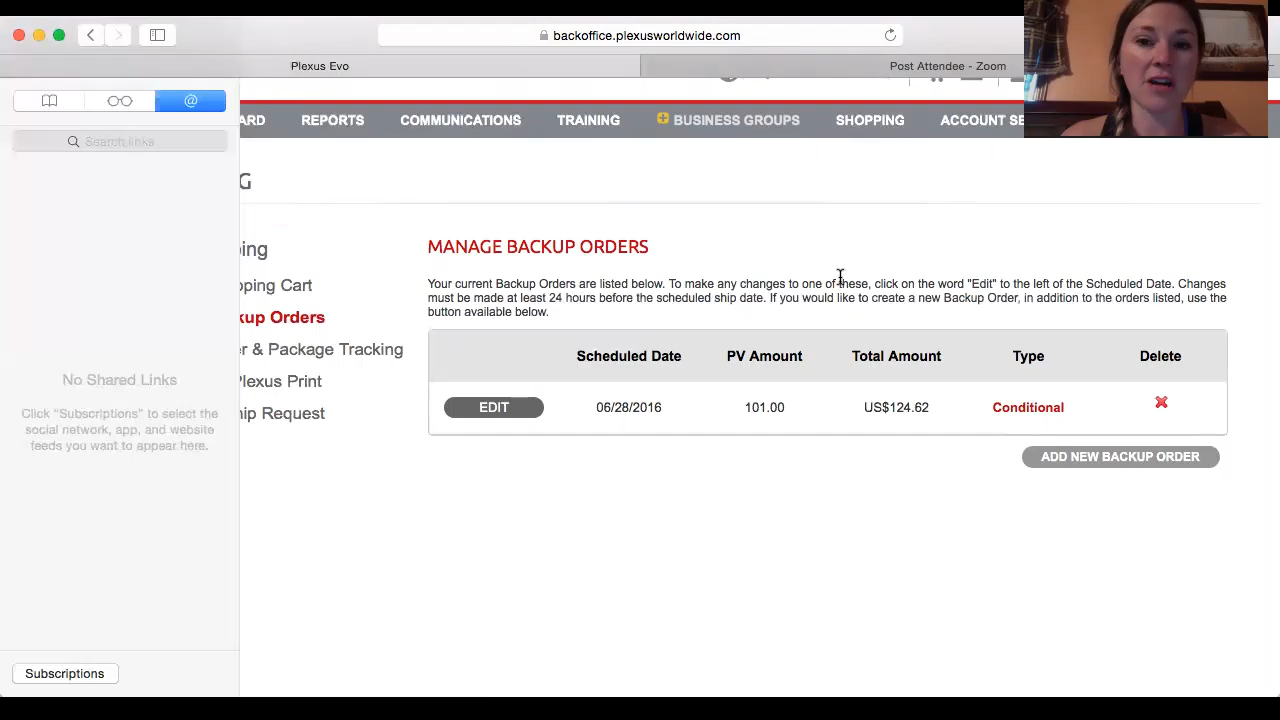 backoffice.plexusworldwide.com
Plexus Evo
Post Attendee - Zoom
@
Search links
ARD
REPORTS
COMMUNICATIONS
TRAINING
BUSINESS GROUPS
SHOPPING
ACCOUNT SE
G
ing
pping Cart
kup Orders
er & Package Tracking
Plexus Print
hip Request
MANAGE BACKUP ORDERS
Your current Backup Orders are listed below. To make any changes to one of these, click on the word "Edit" to the left of the Scheduled Date. Changes
must be made at least 24 hours before the scheduled ship date. If you would like to create a new Backup Order, in addition to the orders listed, use the
button available below.
Scheduled Date PV Amount Total Amount Type Delete
EDIT 06/28/2016 101.00 US$124.62 Conditional
ADD NEW BACKUP ORDER
No Shared Links
Click “Subscriptions” to select the
social network, app, and website
feeds you want to appear here.
Subscriptions